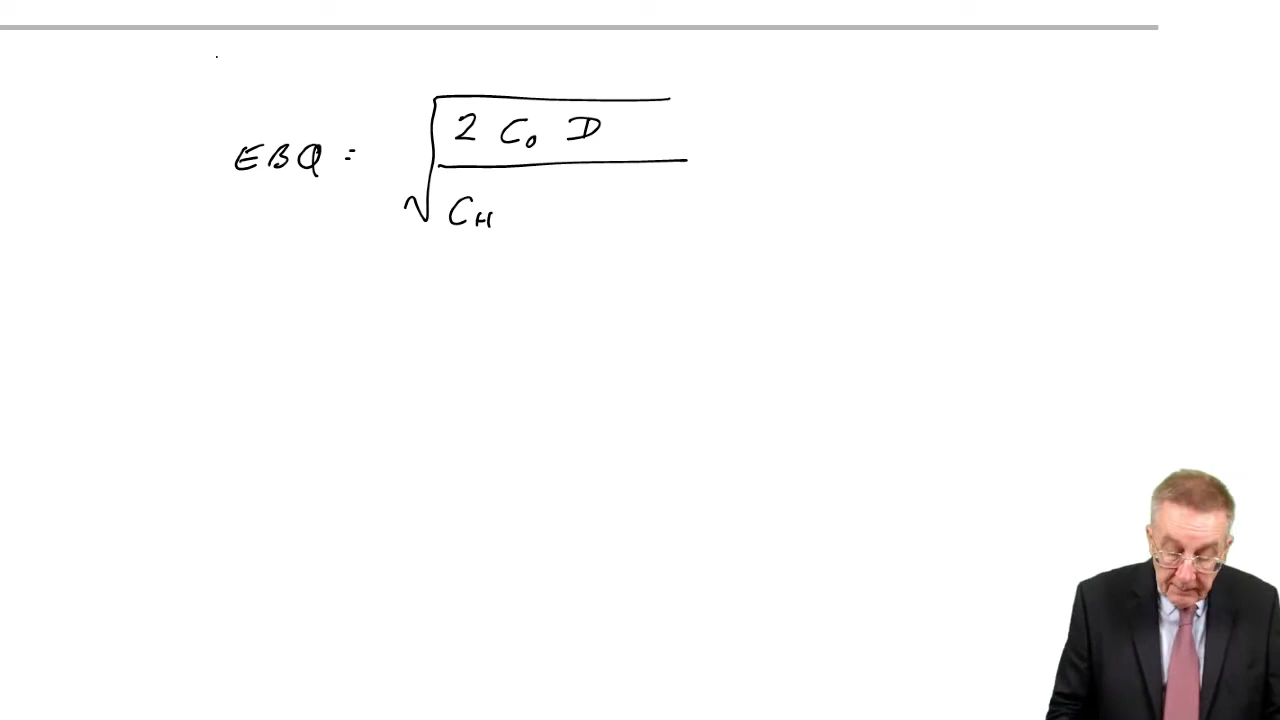 EBQ = √(2 C₀ D / C_H)